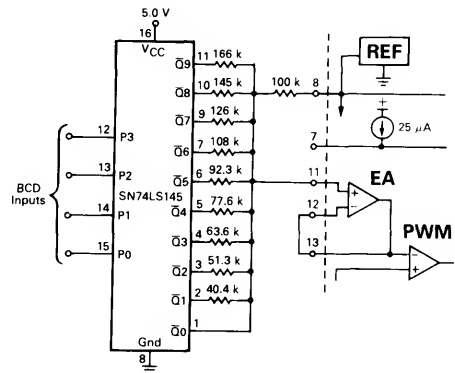 5.0 V
16
VCC
Q̅9 11 166 k
Q̅8 10 145 k 100 k 8 REF
Q̅7 9 126 k
Q̅6 7 108 k 7 25 μA
Q̅5 6 92.3 k 11 EA
Q̅4 5 77.6 k 12
Q̅3 4 63.6 k 13 PWM
Q̅2 3 51.3 k
Q̅1 2 40.4 k
Q̅0 1
BCD
Inputs
12 P3
13 P2
14 P1
15 P0
SN74LS145
Gnd
8
+
+
−
−
+